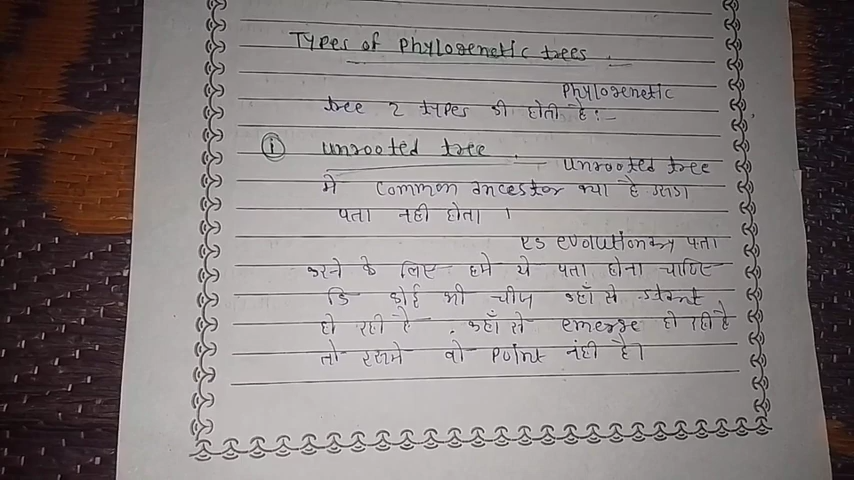 Types of Phylogenetic trees.
Phylogenetic
tree 2 types की होती है :-
① unrooted tree.
unrooted tree
मे common ancestor क्या है उसका
पता नही होता ।
evolution पता
करने के लिए हमे ये पता होना चाहिए
कि कोई भी चीज कहाँ से start
हो रही है . कहाँ से emerge हो रही है
तो इसमे वो point नंही है।